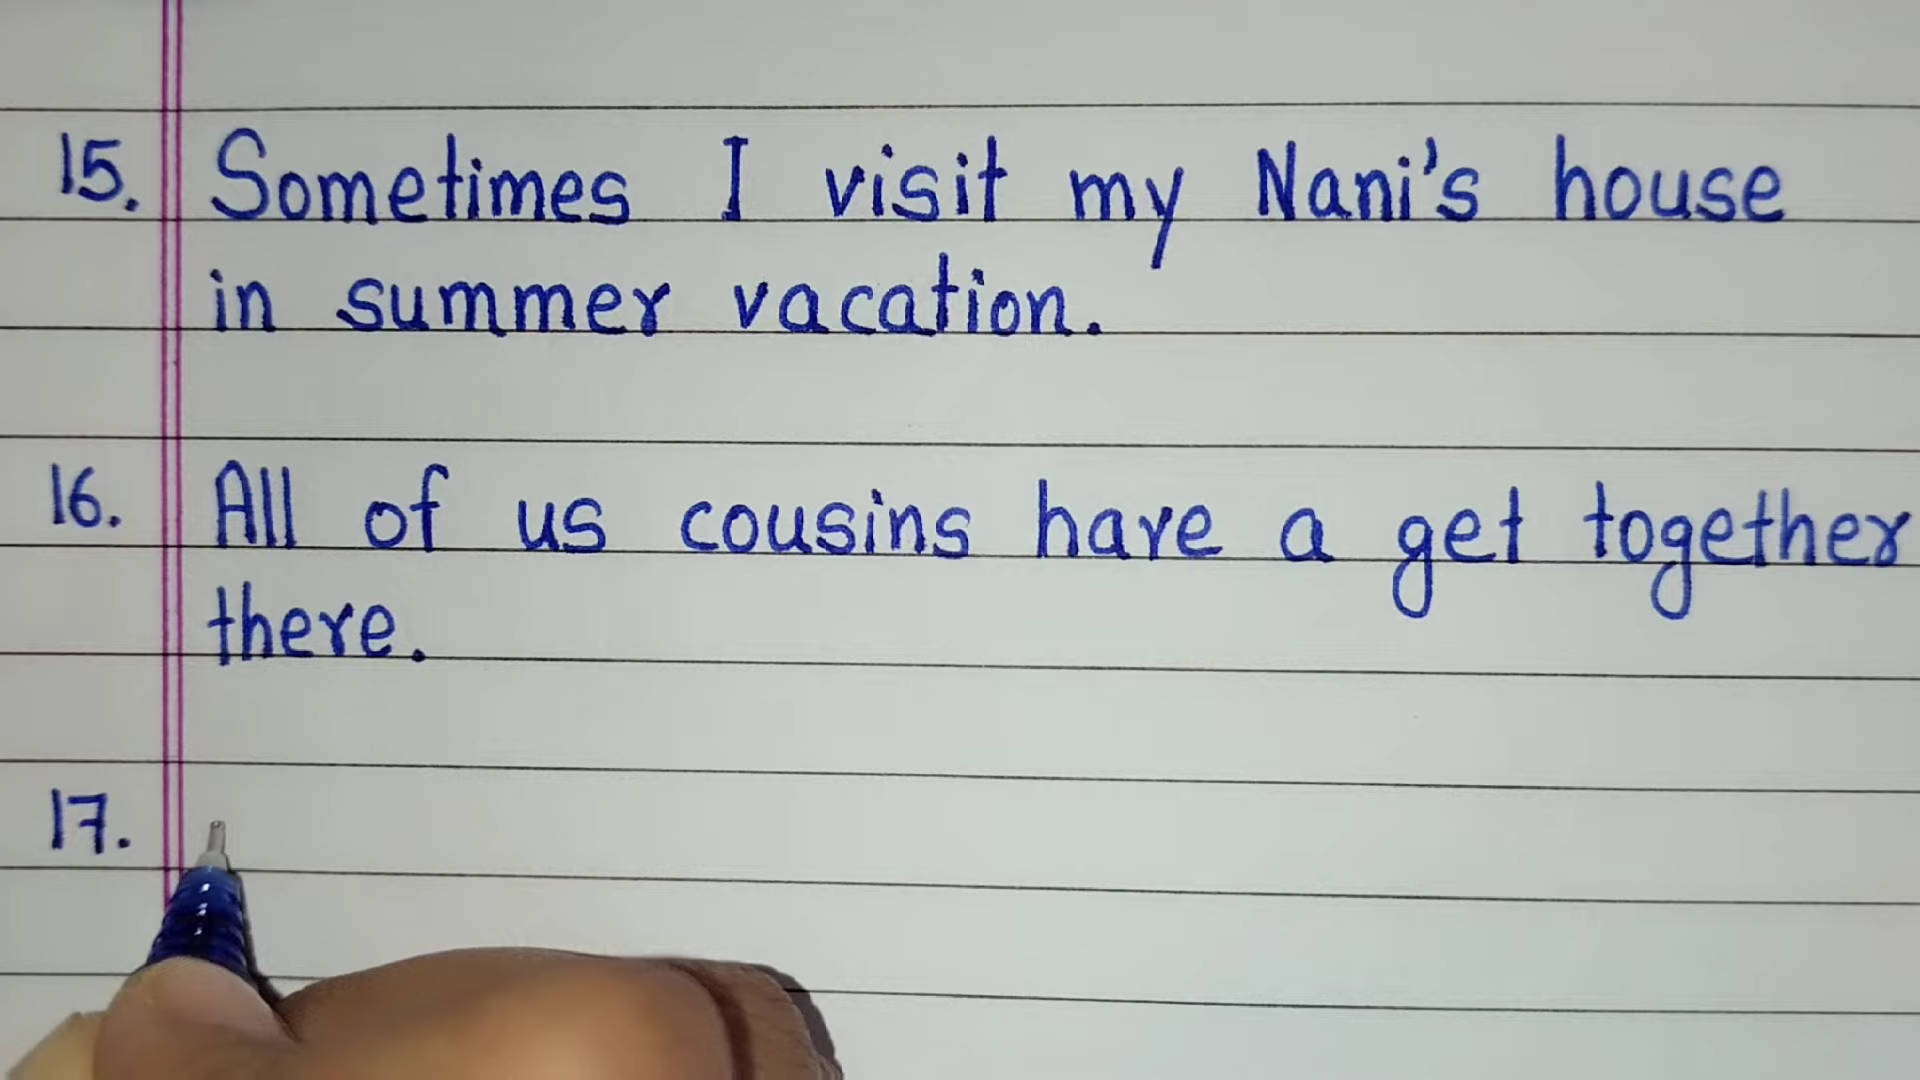 15. Sometimes I visit my Nani's house
in summer vacation.
16. All of us cousins have a get together
there.
17.